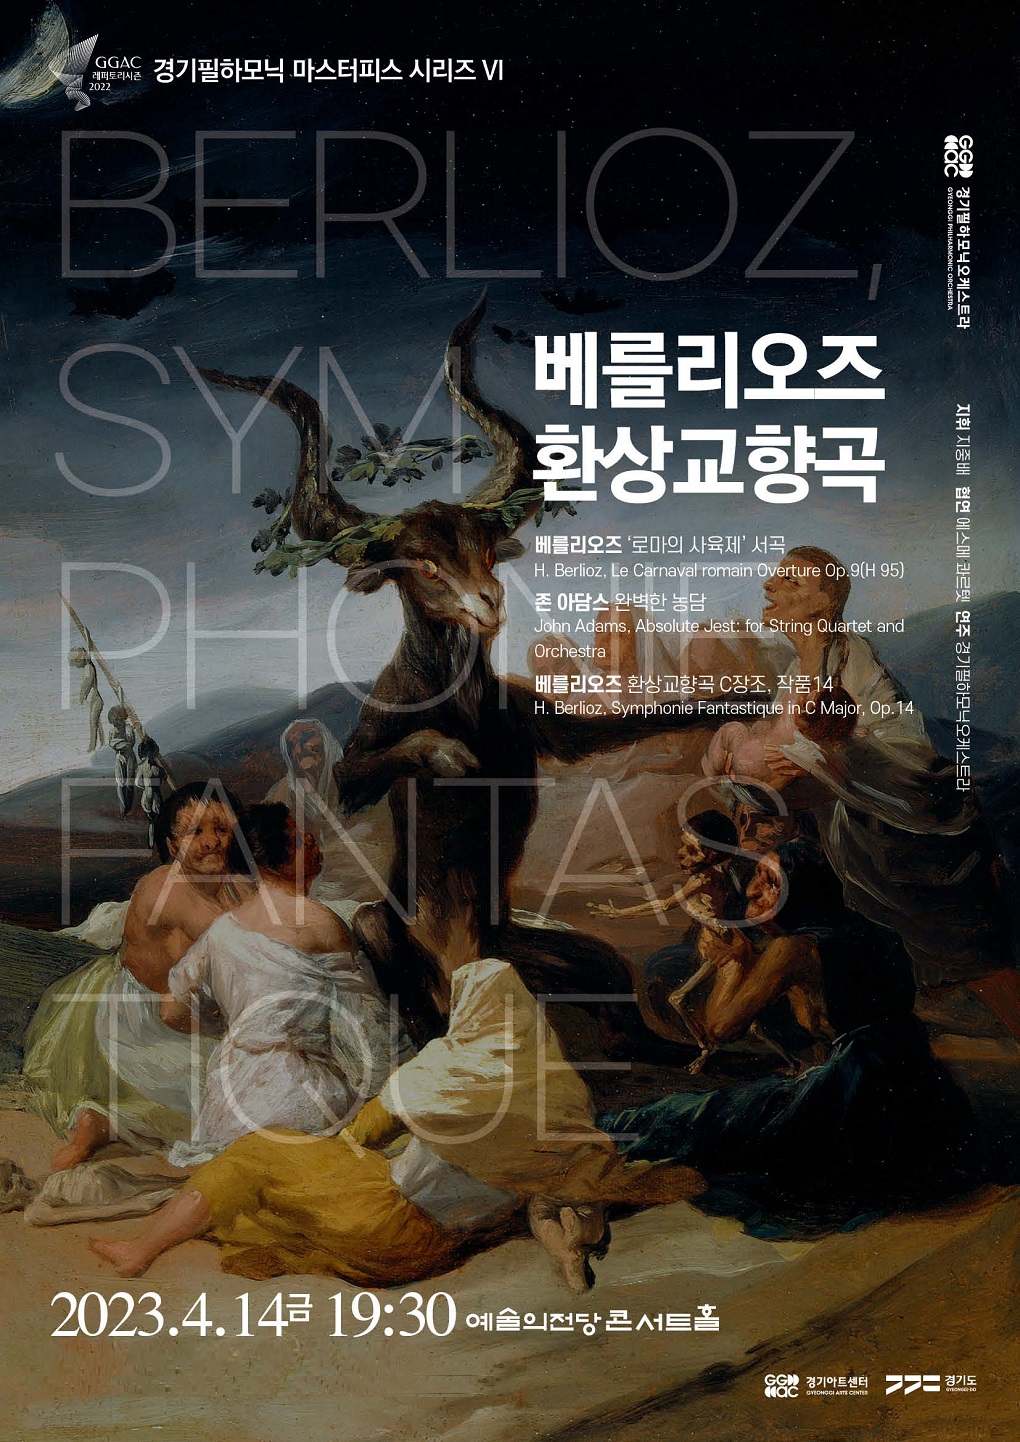 GGAC
레퍼토리시즌
2022
경기필하모닉 마스터피스 시리즈 VI
BERLIOZ,
SYM
PHONIE
FANTAS
TIQUE
베를리오즈
환상교향곡
베를리오즈 '로마의 사육제' 서곡
H. Berlioz, Le Carnaval romain Overture Op.9(H 95)
존 아담스 완벽한 농담
John Adams, Absolute Jest: for String Quartet and
Orchestra
베를리오즈 환상교향곡 C장조, 작품14
H. Berlioz, Symphonie Fantastique in C Major, Op.14
GGAC
경기필하모닉오케스트라
GYEONGGI PHILHARMONIC ORCHESTRA
지휘 지중배 협연 에스메 콰르텟 연주 경기필하모닉오케스트라
2023.4.14금 19:30 예술의전당 콘서트홀
GGAC 경기아트센터
GYEONGGI ARTS CENTER
경기도
GYEONGGI-DO